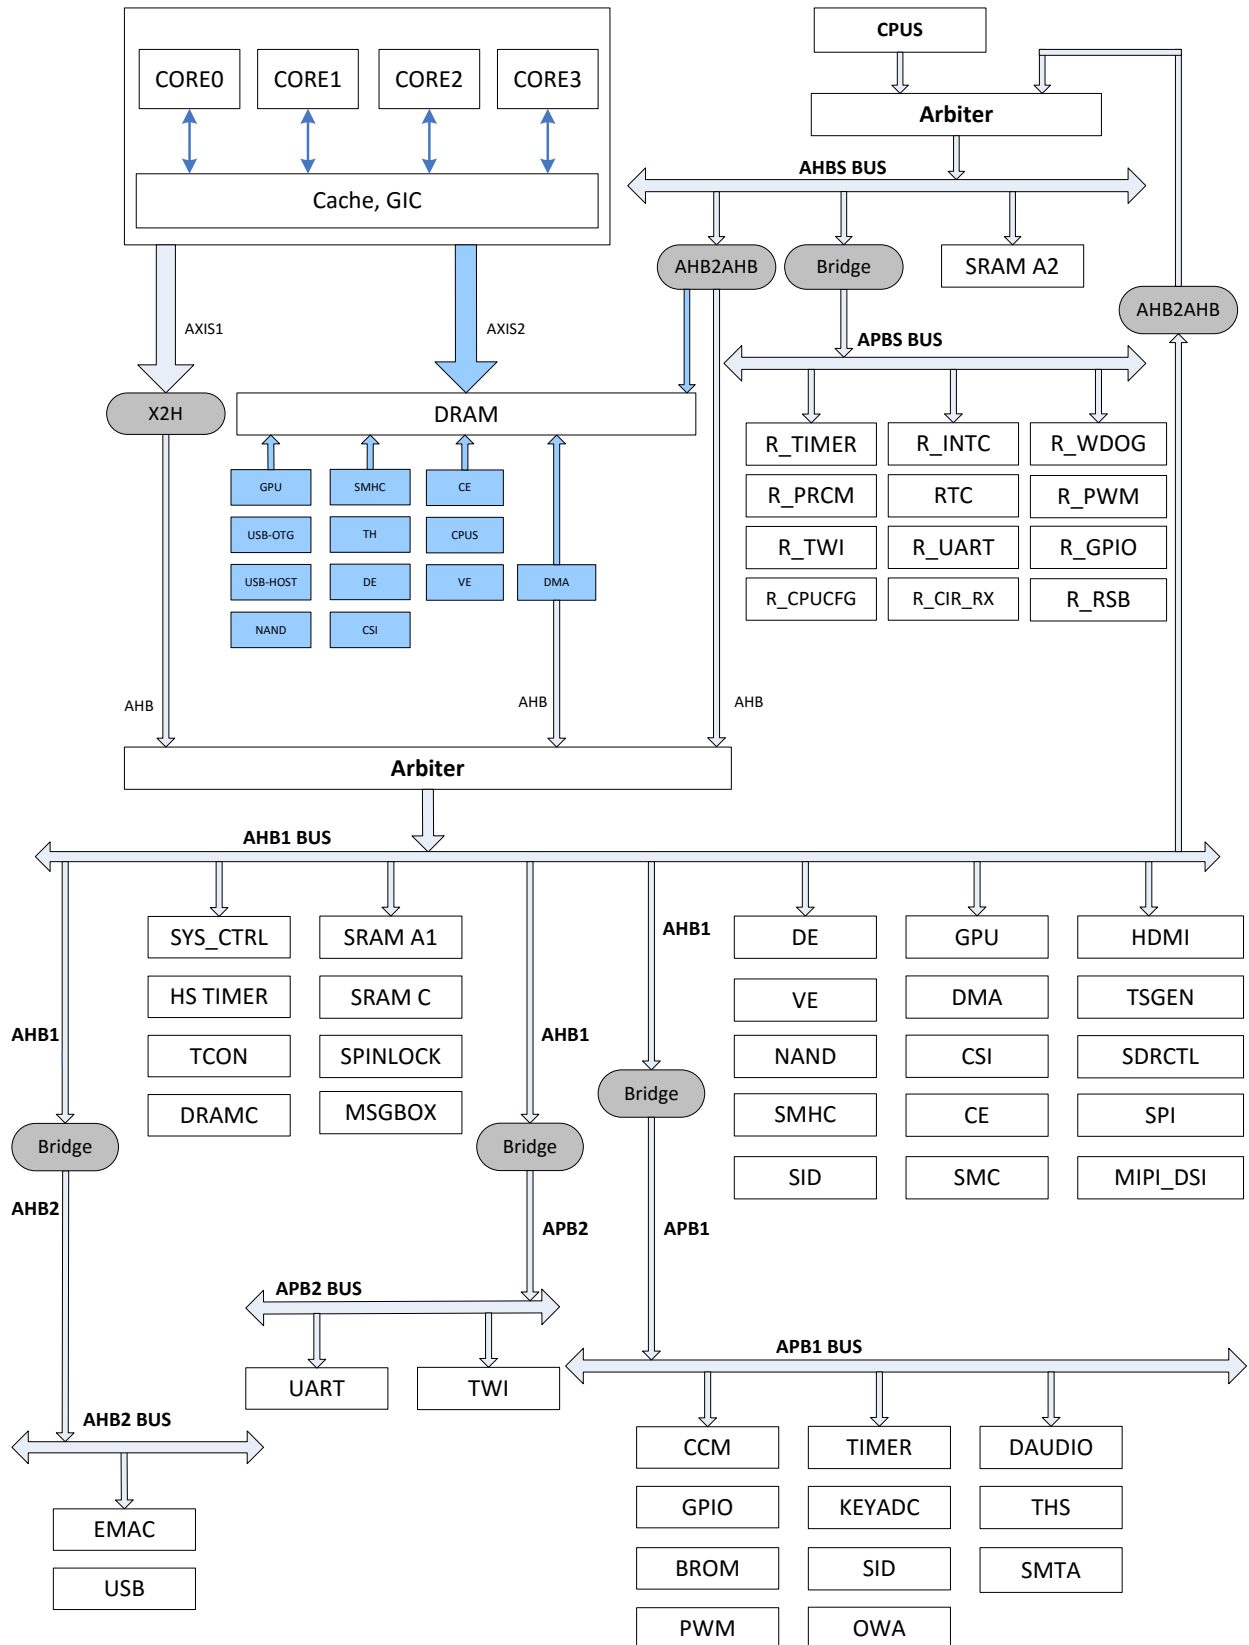 CPUS
CORE0 CORE1 CORE2 CORE3
Arbiter
AHBS BUS
Cache, GIC
AHB2AHB Bridge SRAM A2
AHB2AHB
AXIS1 AXIS2
APBS BUS
X2H DRAM
R_TIMER R_INTC R_WDOG
GPU SMHC CE
R_PRCM RTC R_PWM
USB-OTG TH CPUS
R_TWI R_UART R_GPIO
USB-HOST DE VE DMA
R_CPUCFG R_CIR_RX R_RSB
NAND CSI
AHB AHB AHB
Arbiter
AHB1 BUS
SYS_CTRL SRAM A1 AHB1 DE GPU HDMI
HS TIMER SRAM C VE DMA TSGEN
AHB1 AHB1
TCON SPINLOCK NAND CSI SDRCTL
Bridge
DRAMC MSGBOX SMHC CE SPI
Bridge Bridge
SID SMC MIPI_DSI
AHB2
APB2 APB1
APB2 BUS
APB1 BUS
UART TWI
AHB2 BUS
CCM TIMER DAUDIO
GPIO KEYADC THS
EMAC
BROM SID SMTA
USB
PWM OWA